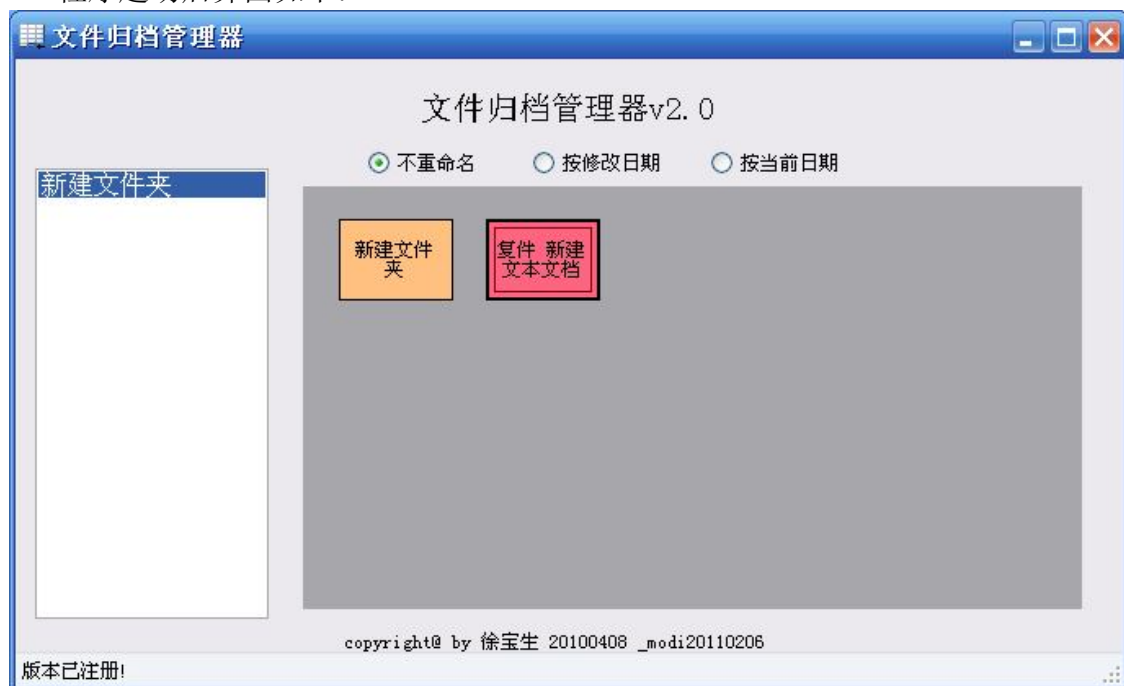 文件归档管理器
文件归档管理器v2.0
不重命名 按修改日期 按当前日期
新建文件夹
新建文件
夹
复件 新建
文本文档
copyright@ by 徐宝生 20100408 _modi20110206
版本已注册!